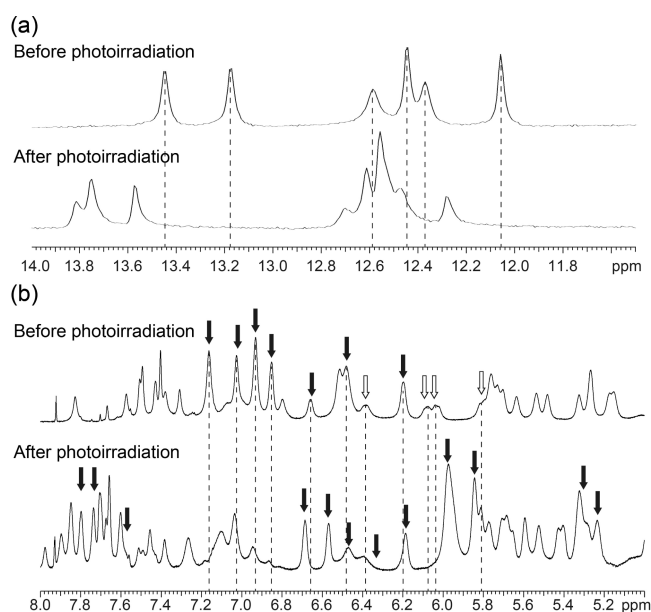 (a)
Before photoirradiation
After photoirradiation
14.0 13.8 13.6 13.4 13.2 13.0 12.8 12.6 12.4 12.2 12.0 11.8 ppm
(b)
Before photoirradiation
After photoirradiation
8.0 7.8 7.6 7.4 7.2 7.0 6.8 6.6 6.4 6.2 6.0 5.8 5.6 5.4 5.2 ppm